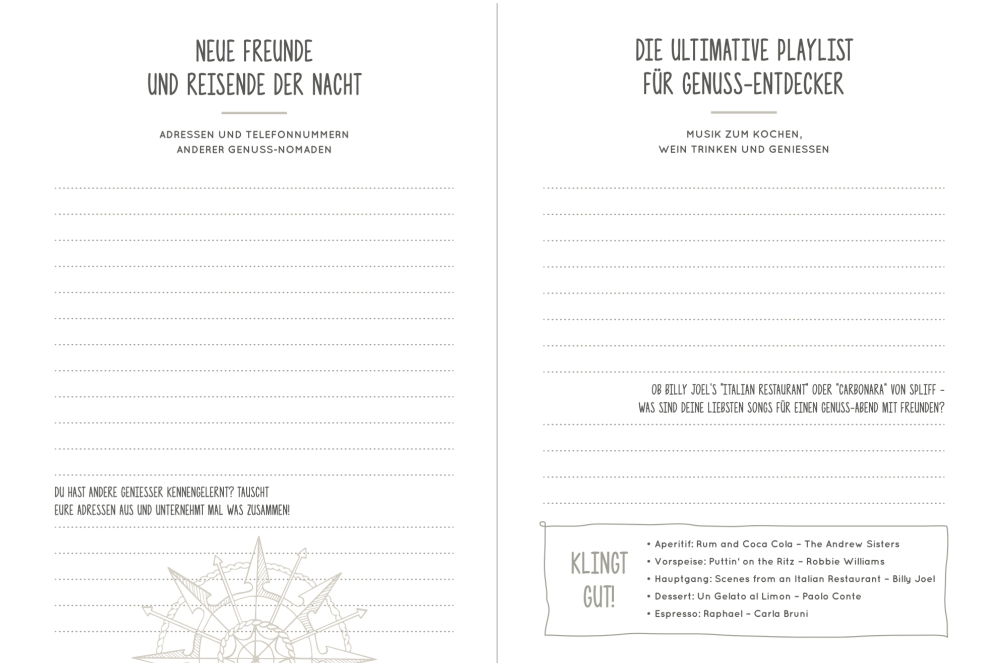 NEUE FREUNDE
UND REISENDE DER NACHT
ADRESSEN UND TELEFONNUMMERN
ANDERER GENUSS-NOMADEN
DU HAST ANDERE GENIESSER KENNENGELERNT? TAUSCHT
EURE ADRESSEN AUS UND UNTERNEHMT MAL WAS ZUSAMMEN!
DIE ULTIMATIVE PLAYLIST
FÜR GENUSS-ENTDECKER
MUSIK ZUM KOCHEN,
WEIN TRINKEN UND GENIESSEN
OB BILLY JOEL'S "ITALIAN RESTAURANT" ODER "CARBONARA" VON SPLIFF –
WAS SIND DEINE LIEBSTEN SONGS FÜR EINEN GENUSS-ABEND MIT FREUNDEN?
KLINGT
GUT!
• Aperitif: Rum and Coca Cola – The Andrew Sisters
• Vorspeise: Puttin' on the Ritz – Robbie Williams
• Hauptgang: Scenes from an Italian Restaurant – Billy Joel
• Dessert: Un Gelato al Limon – Paolo Conte
• Espresso: Raphael – Carla Bruni